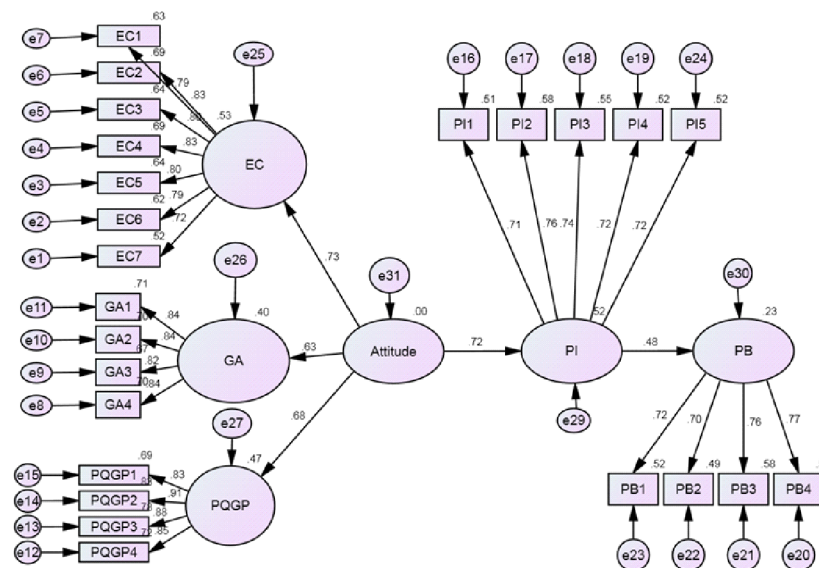 .63
e7 EC1
.69
e6 EC2
.79
.83
.64
e5 EC3
.80
.69
e4 EC4
.83
.64
e3 EC5
.80
.62
e2 EC6
.79
.52
e1 EC7
.72
e25
.53
EC
.73
e26
.40
GA
.71
e11 GA1
.84
e10 GA2
.84
.67
e9 GA3
.82
.70
e8 GA4
.84
.63
e31
.00
Attitude
.68
e27
.47
PQGP
.69
e15 PQGP1
.83
e14 PQGP2
.91
.78
e13 PQGP3
.88
.72
e12 PQGP4
.85
e16 e17 e18 e19 e24
.51 .58 .55 .52 .52
PI1 PI2 PI3 PI4 PI5
.71 .76 .74 .72 .72
.72
.52
PI
e29
.48
e30
.23
PB
.72 .70 .76 .77
.52 .49 .58
PB1 PB2 PB3 PB4
e23 e22 e21 e20